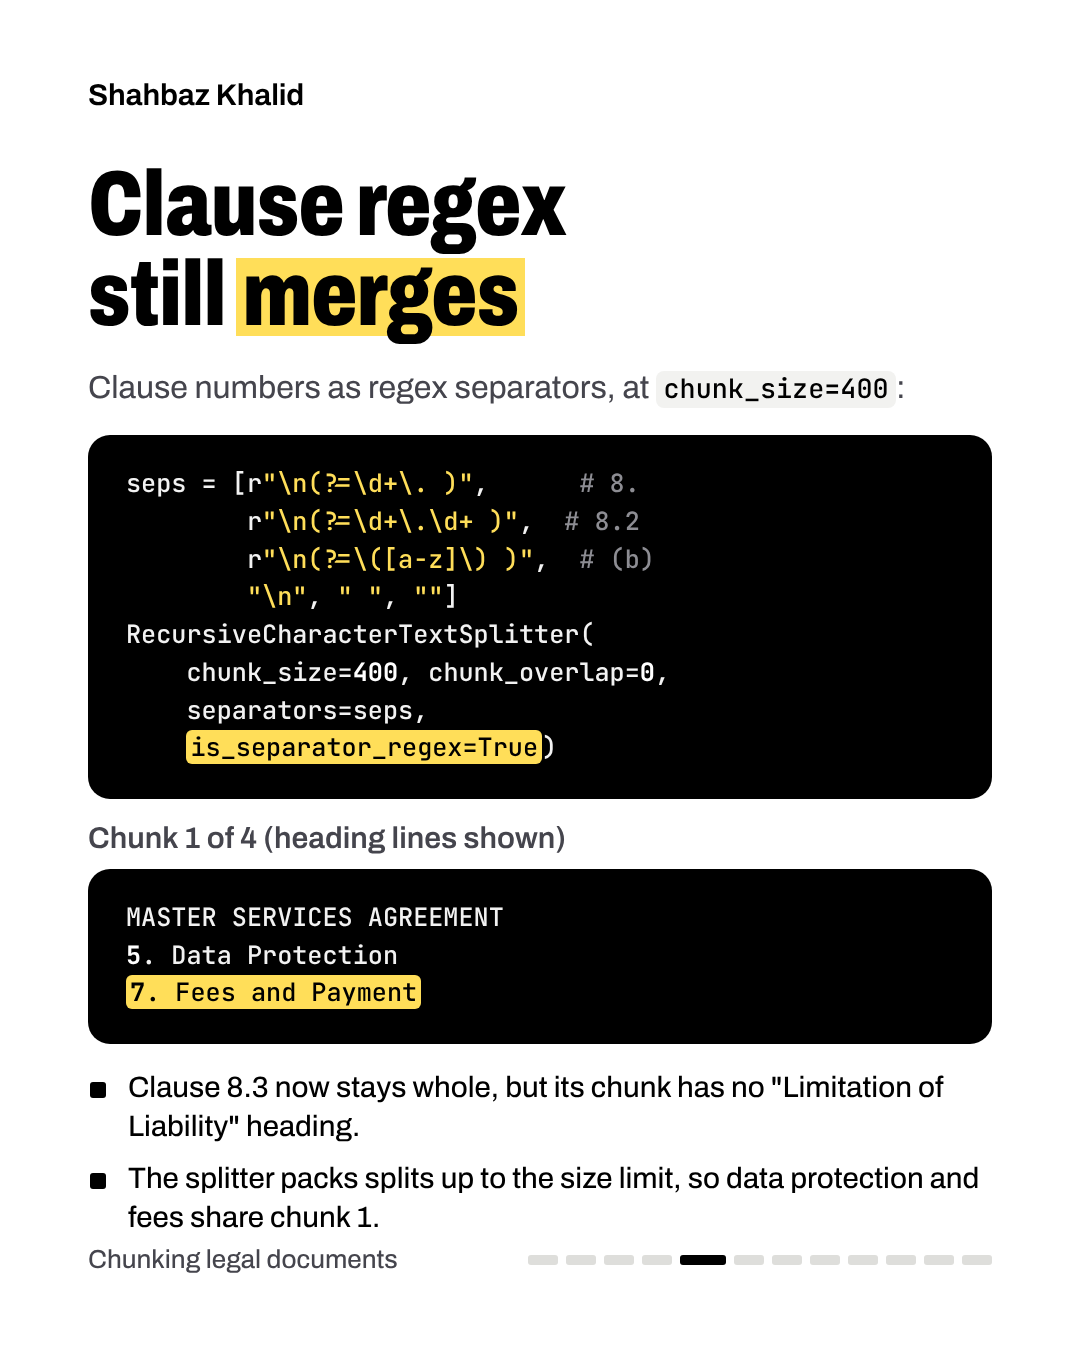 Shahbaz Khalid
Clause regex
still merges
Clause numbers as regex separators, at chunk_size=400:
seps = [r"\n(?=\d+\. )",      # 8.
        r"\n(?=\d+\.\d+ )",  # 8.2
        r"\n(?=\([a-z]\) )",  # (b)
        "\n", " ", ""]
RecursiveCharacterTextSplitter(
    chunk_size=400, chunk_overlap=0,
    separators=seps,
    is_separator_regex=True)
Chunk 1 of 4 (heading lines shown)
MASTER SERVICES AGREEMENT
5. Data Protection
7. Fees and Payment
Clause 8.3 now stays whole, but its chunk has no "Limitation of
Liability" heading.
The splitter packs splits up to the size limit, so data protection and
fees share chunk 1.
Chunking legal documents